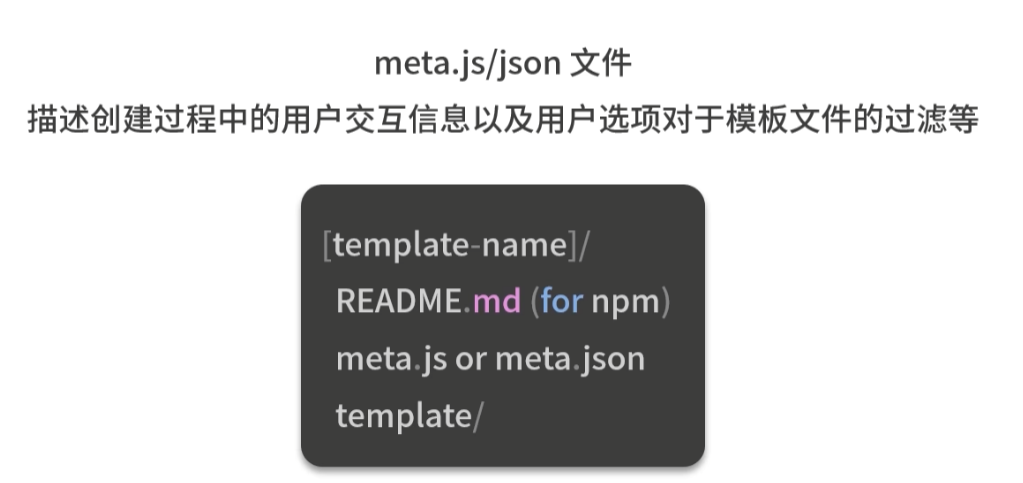 meta.js/json 文件
描述创建过程中的用户交互信息以及用户选项对于模板文件的过滤等
[template-name]/
README.md (for npm)
meta.js or meta.json
template/